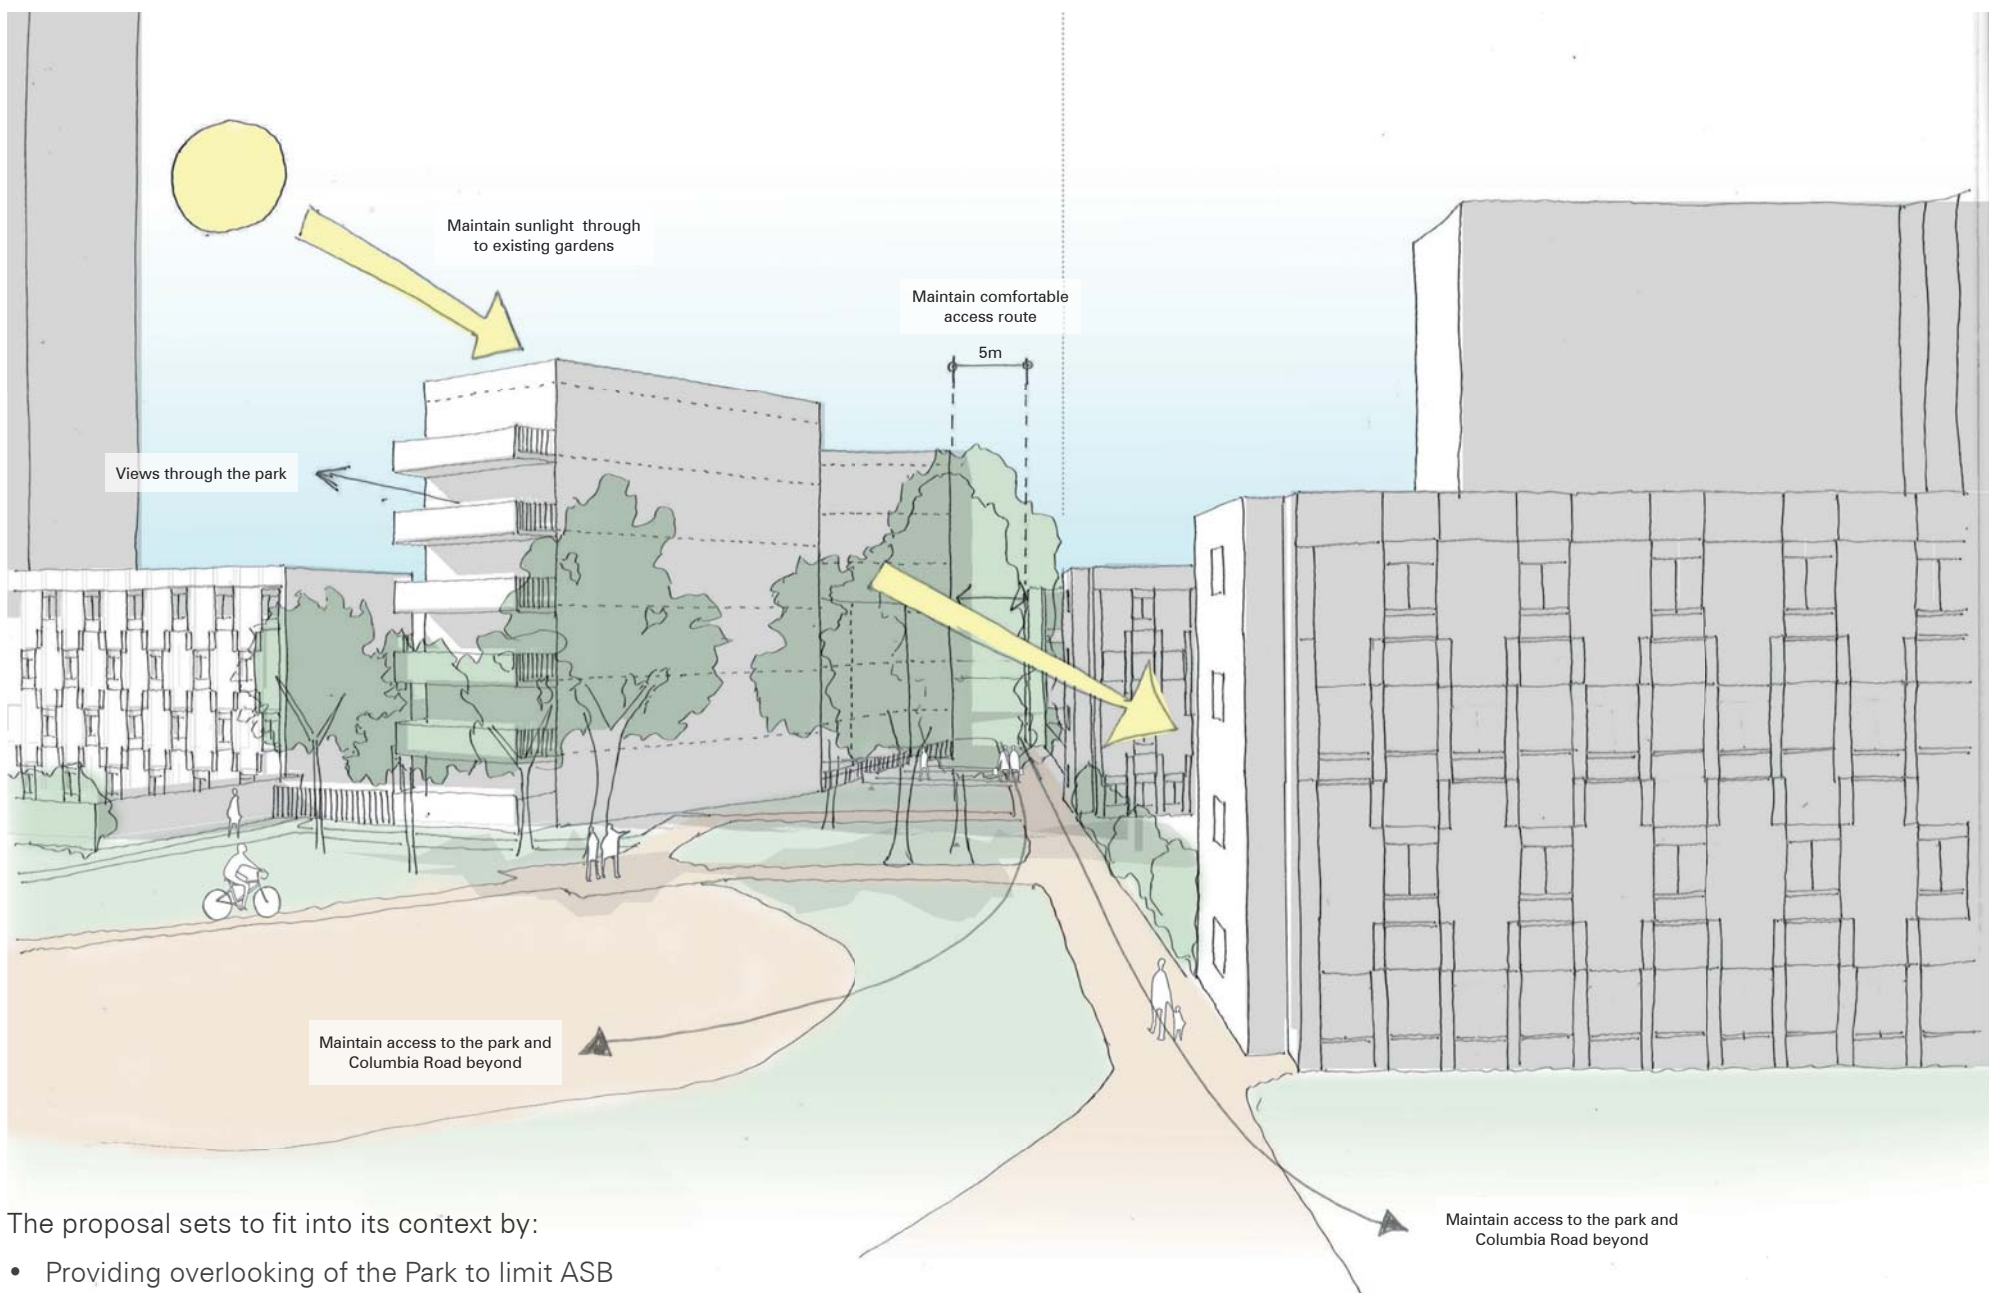 Maintain sunlight through
to existing gardens
Maintain comfortable
access route
5m
Views through the park
Maintain access to the park and
Columbia Road beyond
Maintain access to the park and
Columbia Road beyond
The proposal sets to fit into its context by:
• Providing overlooking of the Park to limit ASB